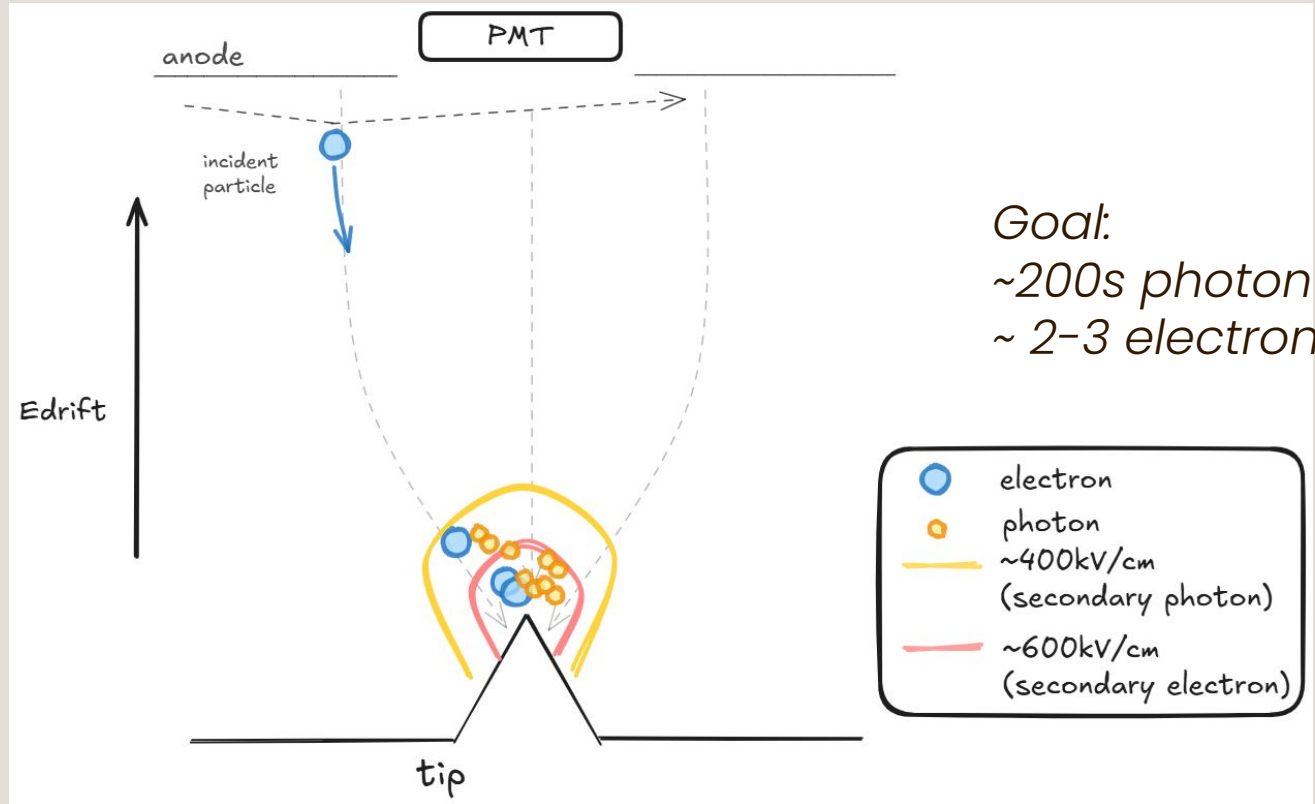 PMT
anode
incident
particle
Edrift
Goal:
~200s photon
~ 2-3 electron
electron
photon
~400kV/cm
(secondary photon)
~600kV/cm
(secondary electron)
tip